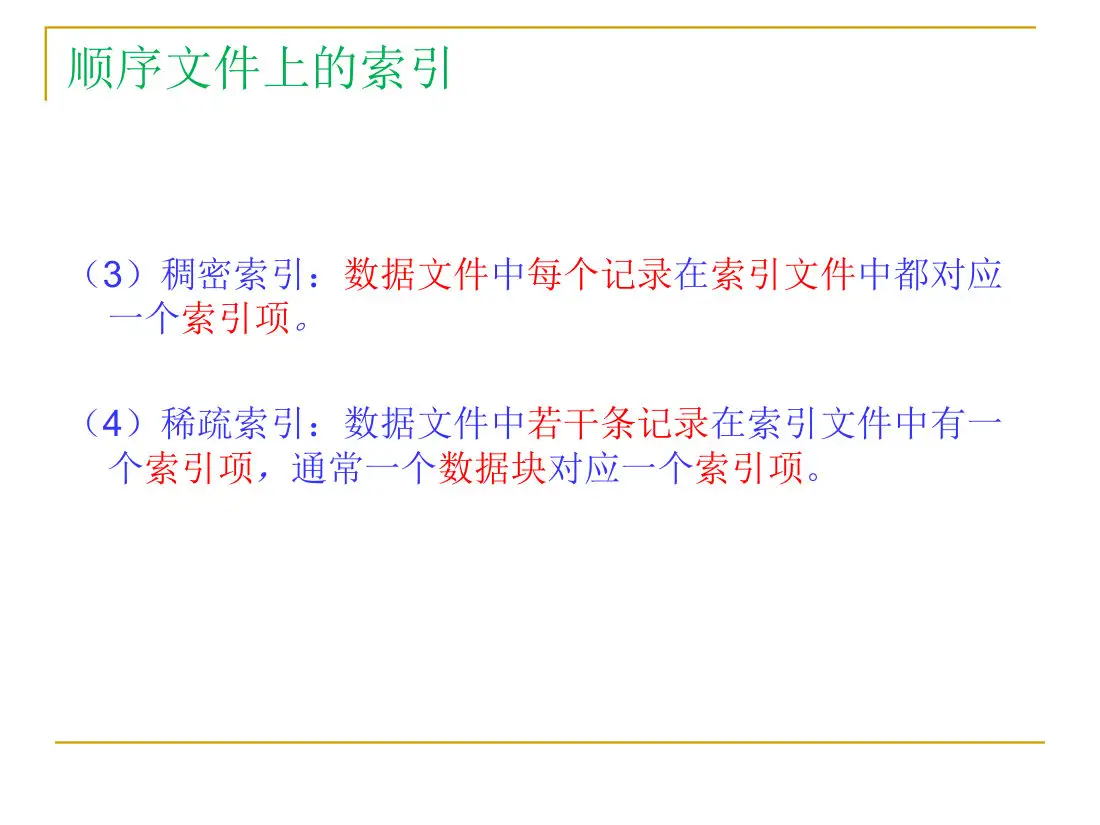 顺序文件上的索引
（3）稠密索引：数据文件中每个记录在索引文件中都对应
一个索引项。
（4）稀疏索引：数据文件中若干条记录在索引文件中有一
个索引项，通常一个数据块对应一个索引项。